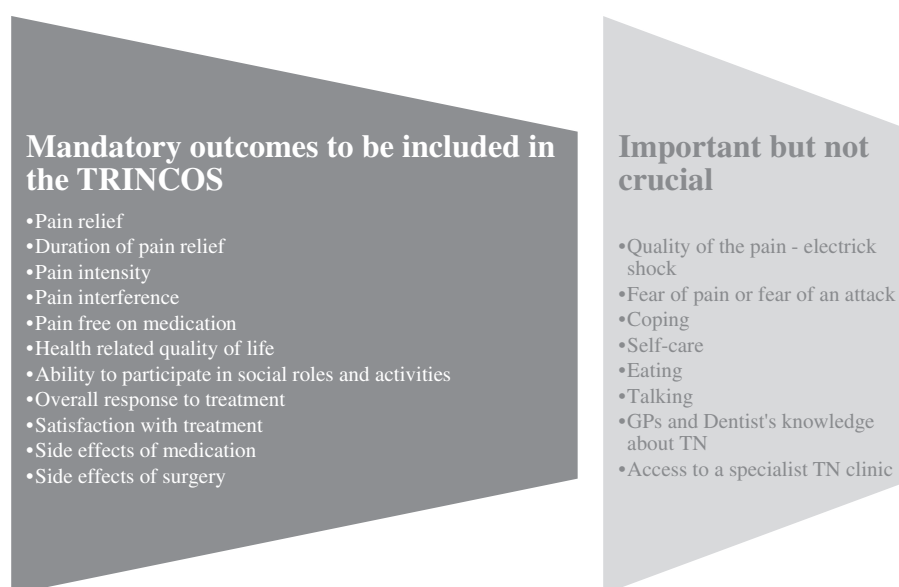 Mandatory outcomes to be included in
the TRINCOS
•Pain relief
•Duration of pain relief
•Pain intensity
•Pain interference
•Pain free on medication
•Health related quality of life
•Ability to participate in social roles and activities
•Overall response to treatment
•Satisfaction with treatment
•Side effects of medication
•Side effects of surgery
Important but not
crucial
•Quality of the pain - electrick
shock
•Fear of pain or fear of an attack
•Coping
•Self-care
•Eating
•Talking
•GPs and Dentist's knowledge
about TN
•Access to a specialist TN clinic